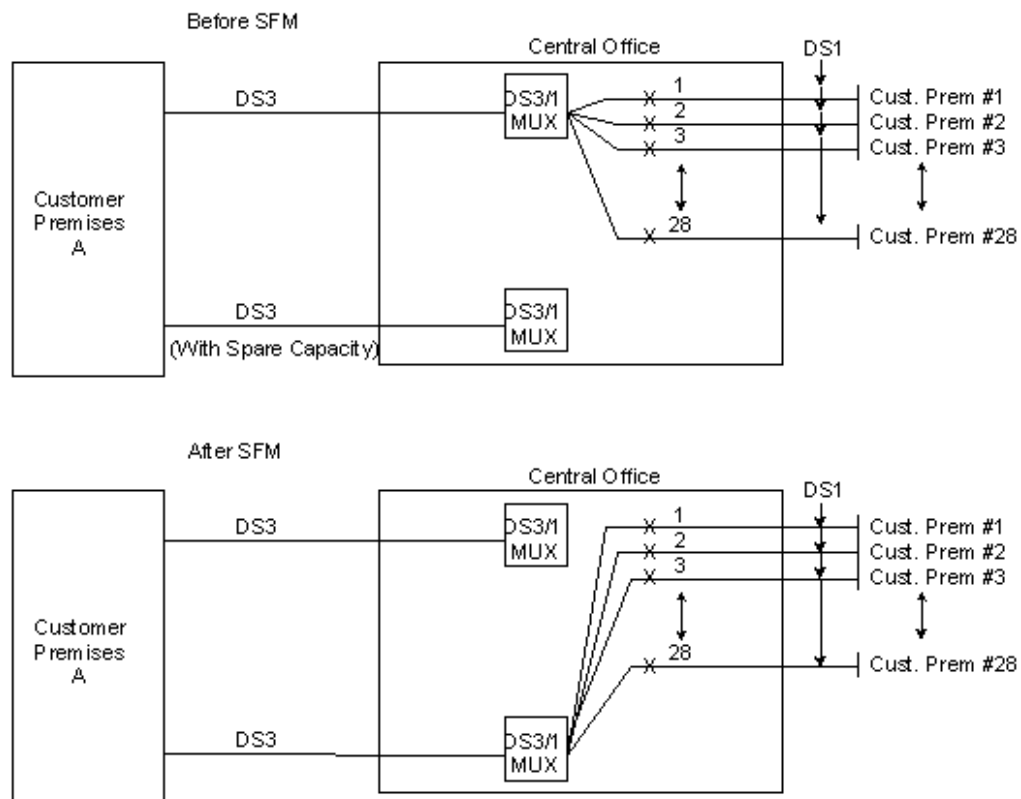 Before SFM
Central Office
DS1
DS3
DS3/1
MUX
1
2
3
28
Cust. Prem #1
Cust. Prem #2
Cust. Prem #3
Cust. Prem #28
Customer
Premises
A
DS3
(With Spare Capacity)
DS3/1
MUX
After SFM
Central Office
DS1
DS3
DS3/1
MUX
1
2
3
28
Cust. Prem #1
Cust. Prem #2
Cust. Prem #3
Cust. Prem #28
Customer
Premises
A
DS3
DS3/1
MUX